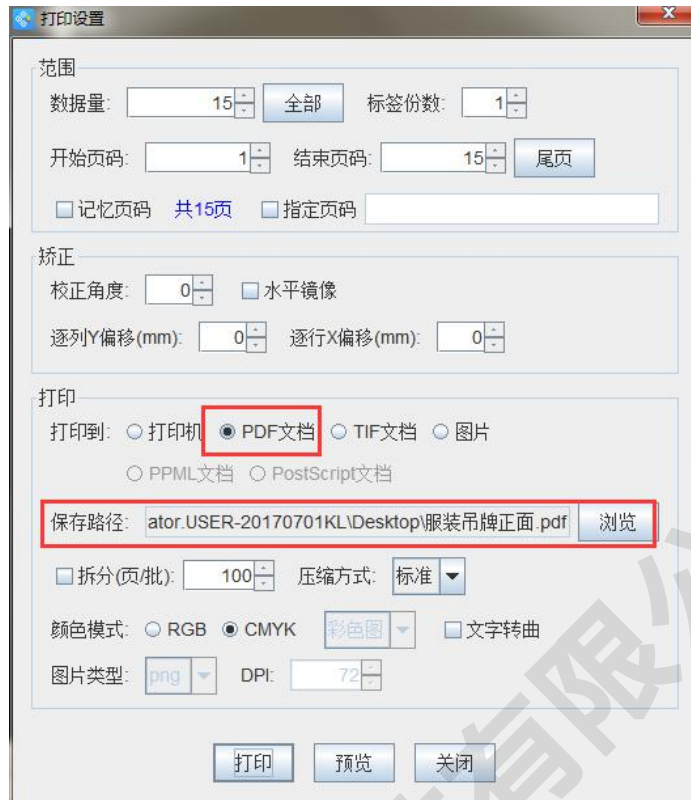 打印设置
范围
数据量: 15 全部 标签份数: 1
开始页码: 1 结束页码: 15 尾页
记忆页码 共15页 指定页码
矫正
校正角度: 0 水平镜像
逐列Y偏移(mm): 0 逐行X偏移(mm): 0
打印
打印到: 打印机 PDF文档 TIF文档 图片
PPML文档 PostScript文档
保存路径: ator.USER-20170701KL\Desktop\服装吊牌正面.pdf 浏览
拆分(页/批): 100 压缩方式: 标准
颜色模式: RGB CMYK 彩色图 文字转曲
图片类型: png DPI: 72
打印 预览 关闭
有限公